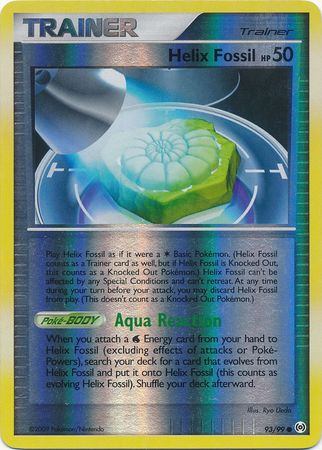 TRAINER
Trainer
Helix Fossil HP 50
Play Helix Fossil as if it were a Basic Pokémon. (Helix Fossil
counts as a Trainer card as well, but if Helix Fossil is Knocked Out,
this counts as a Knocked Out Pokémon.) Helix Fossil can't be
affected by any Special Conditions and can't retreat. At any time
during your turn before your attack, you may discard Helix
Fossil from play. (This doesn't count as a Knocked Out Pokémon.)
Poké-BODY Aqua Reaction
When you attach a Energy card from your hand to
Helix Fossil (excluding effects of attacks or Poké-
Powers), search your deck for a card that evolves from
Helix Fossil and put it onto Helix Fossil (this counts as
evolving Helix Fossil). Shuffle your deck afterward.
Illus. Ryo Ueda
©2009 Pokémon/Nintendo
93/99